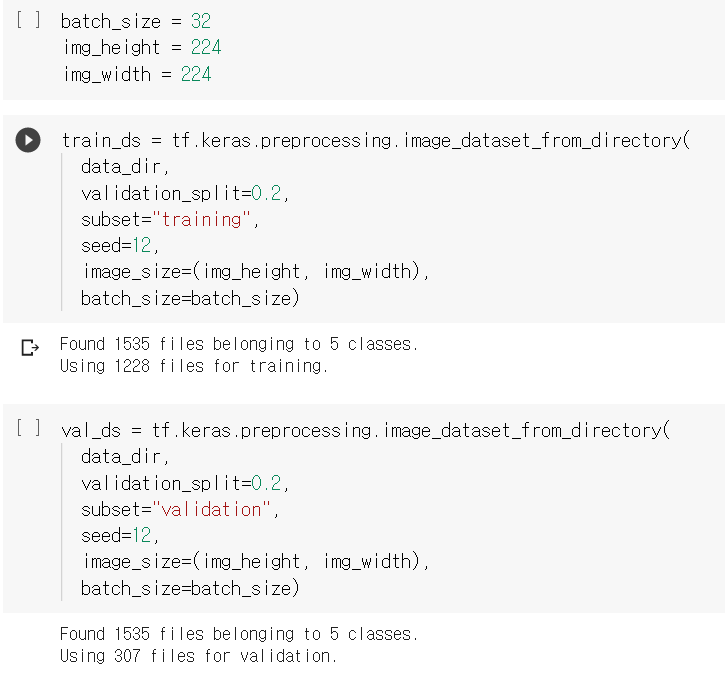 [ ] batch_size = 32
img_height = 224
img_width = 224
train_ds = tf.keras.preprocessing.image_dataset_from_directory(
data_dir,
validation_split=0.2,
subset="training",
seed=12,
image_size=(img_height, img_width),
batch_size=batch_size)
Found 1535 files belonging to 5 classes.
Using 1228 files for training.
[ ] val_ds = tf.keras.preprocessing.image_dataset_from_directory(
data_dir,
validation_split=0.2,
subset="validation",
seed=12,
image_size=(img_height, img_width),
batch_size=batch_size)
Found 1535 files belonging to 5 classes.
Using 307 files for validation.